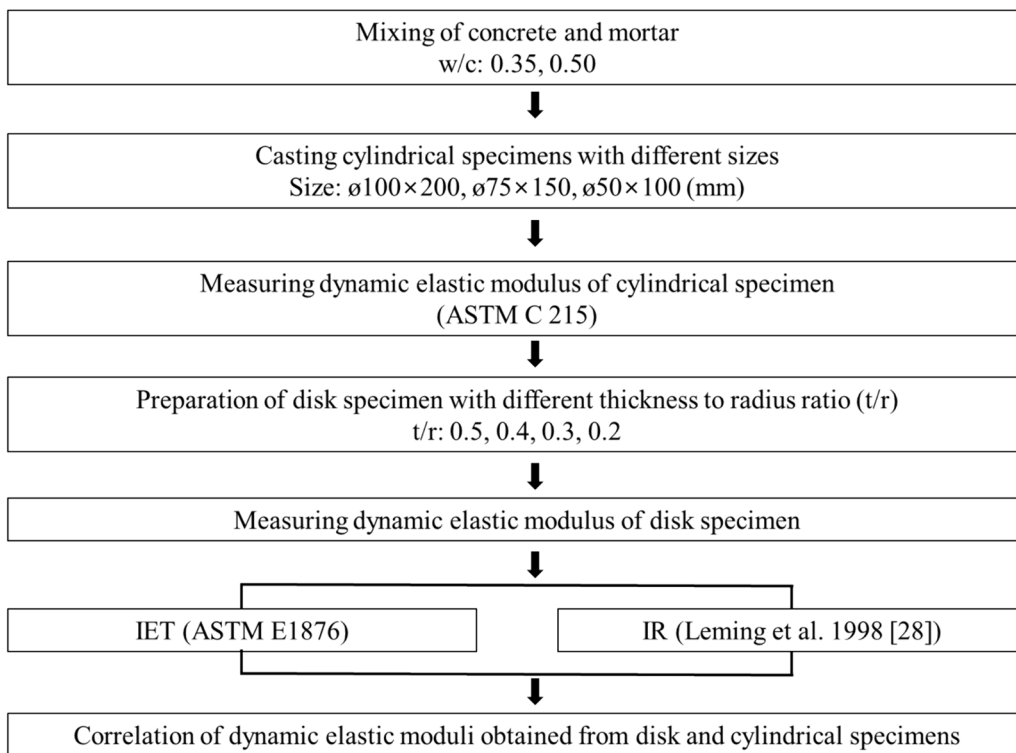 Mixing of concrete and mortar
w/c: 0.35, 0.50
Casting cylindrical specimens with different sizes
Size: ø100×200, ø75×150, ø50×100 (mm)
Measuring dynamic elastic modulus of cylindrical specimen
(ASTM C 215)
Preparation of disk specimen with different thickness to radius ratio (t/r)
t/r: 0.5, 0.4, 0.3, 0.2
Measuring dynamic elastic modulus of disk specimen
IET (ASTM E1876)
IR (Leming et al. 1998 [28])
Correlation of dynamic elastic moduli obtained from disk and cylindrical specimens